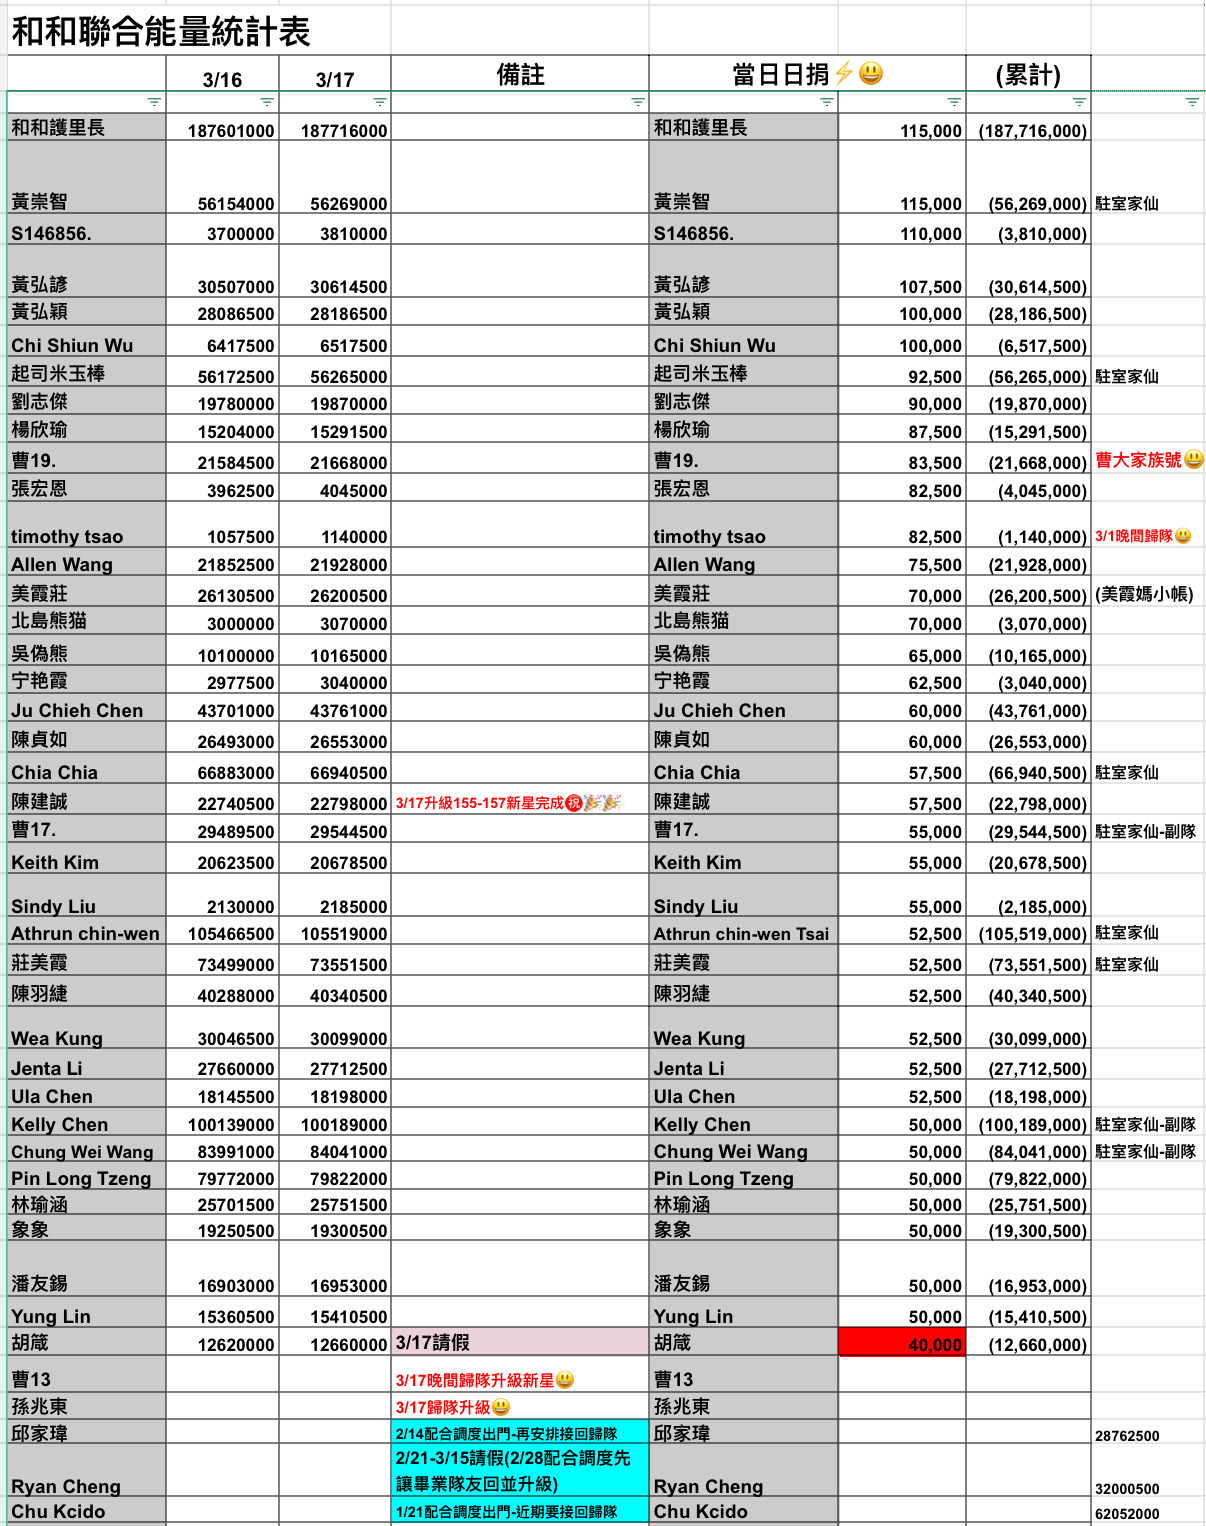 和和聯合能量統計表
3/16 3/17 備註 當日日捐⚡😃 (累計)
和和護里長 187601000 187716000 和和護里長 115,000 (187,716,000)
黃崇智 56154000 56269000 黃崇智 115,000 (56,269,000) 駐室家仙
S146856. 3700000 3810000 S146856. 110,000 (3,810,000)
黃弘諺 30507000 30614500 黃弘諺 107,500 (30,614,500)
黃弘穎 28086500 28186500 黃弘穎 100,000 (28,186,500)
Chi Shiun Wu 6417500 6517500 Chi Shiun Wu 100,000 (6,517,500)
起司米玉棒 56172500 56265000 起司米玉棒 92,500 (56,265,000) 駐室家仙
劉志傑 19780000 19870000 劉志傑 90,000 (19,870,000)
楊欣瑜 15204000 15291500 楊欣瑜 87,500 (15,291,500)
曹19. 21584500 21668000 曹19. 83,500 (21,668,000) 曹大家族號😃
張宏恩 3962500 4045000 張宏恩 82,500 (4,045,000)
timothy tsao 1057500 1140000 timothy tsao 82,500 (1,140,000) 3/1晚間歸隊😃
Allen Wang 21852500 21928000 Allen Wang 75,500 (21,928,000)
美霞莊 26130500 26200500 美霞莊 70,000 (26,200,500) (美霞媽小帳)
北島熊猫 3000000 3070000 北島熊猫 70,000 (3,070,000)
吳偽熊 10100000 10165000 吳偽熊 65,000 (10,165,000)
宁艳霞 2977500 3040000 宁艳霞 62,500 (3,040,000)
Ju Chieh Chen 43701000 43761000 Ju Chieh Chen 60,000 (43,761,000)
陳貞如 26493000 26553000 陳貞如 60,000 (26,553,000)
Chia Chia 66883000 66940500 Chia Chia 57,500 (66,940,500) 駐室家仙
陳建誠 22740500 22798000 3/17升級155-157新星完成㊗️🎉🎉 陳建誠 57,500 (22,798,000)
曹17. 29489500 29544500 曹17. 55,000 (29,544,500) 駐室家仙-副隊
Keith Kim 20623500 20678500 Keith Kim 55,000 (20,678,500)
Sindy Liu 2130000 2185000 Sindy Liu 55,000 (2,185,000)
Athrun chin-wen 105466500 105519000 Athrun chin-wen Tsai 52,500 (105,519,000) 駐室家仙
莊美霞 73499000 73551500 莊美霞 52,500 (73,551,500) 駐室家仙
陳羽緁 40288000 40340500 陳羽緁 52,500 (40,340,500)
Wea Kung 30046500 30099000 Wea Kung 52,500 (30,099,000)
Jenta Li 27660000 27712500 Jenta Li 52,500 (27,712,500)
Ula Chen 18145500 18198000 Ula Chen 52,500 (18,198,000)
Kelly Chen 100139000 100189000 Kelly Chen 50,000 (100,189,000) 駐室家仙-副隊
Chung Wei Wang 83991000 84041000 Chung Wei Wang 50,000 (84,041,000) 駐室家仙-副隊
Pin Long Tzeng 79772000 79822000 Pin Long Tzeng 50,000 (79,822,000)
林瑜涵 25701500 25751500 林瑜涵 50,000 (25,751,500)
象象 19250500 19300500 象象 50,000 (19,300,500)
潘友錫 16903000 16953000 潘友錫 50,000 (16,953,000)
Yung Lin 15360500 15410500 Yung Lin 50,000 (15,410,500)
胡箴 12620000 12660000 3/17請假 胡箴 40,000 (12,660,000)
曹13 3/17晚間歸隊升級新星😃 曹13
孫兆東 3/17歸隊升級😃 孫兆東
邱家瑋 2/14配合調度出門-再安排接回歸隊 邱家瑋 28762500
2/21-3/15請假(2/28配合調度先
讓畢業隊友回並升級)
Ryan Cheng Ryan Cheng 32000500
Chu Kcido 1/21配合調度出門-近期要接回歸隊 Chu Kcido 62052000